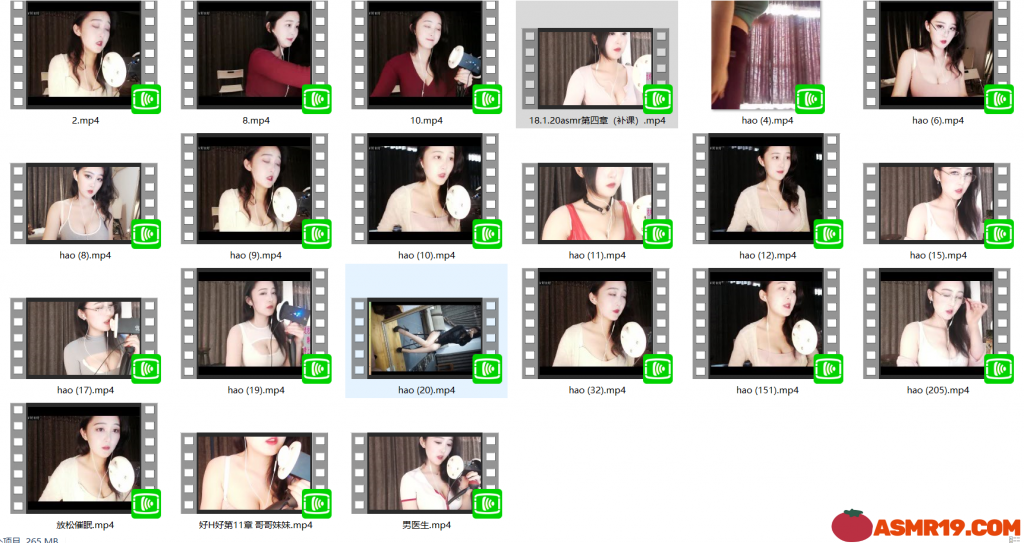 2.mp4
8.mp4
10.mp4
18.1.20asmr第四章（补课）.mp4
hao (4).mp4
hao (6).mp4
hao (8).mp4
hao (9).mp4
hao (10).mp4
hao (11).mp4
hao (12).mp4
hao (15).mp4
hao (17).mp4
hao (19).mp4
hao (20).mp4
hao (32).mp4
hao (151).mp4
hao (205).mp4
放松催眠.mp4
好H好第11章 哥哥妹妹.mp4
男医生.mp4
个项目 265 MB
ASMR19.COM